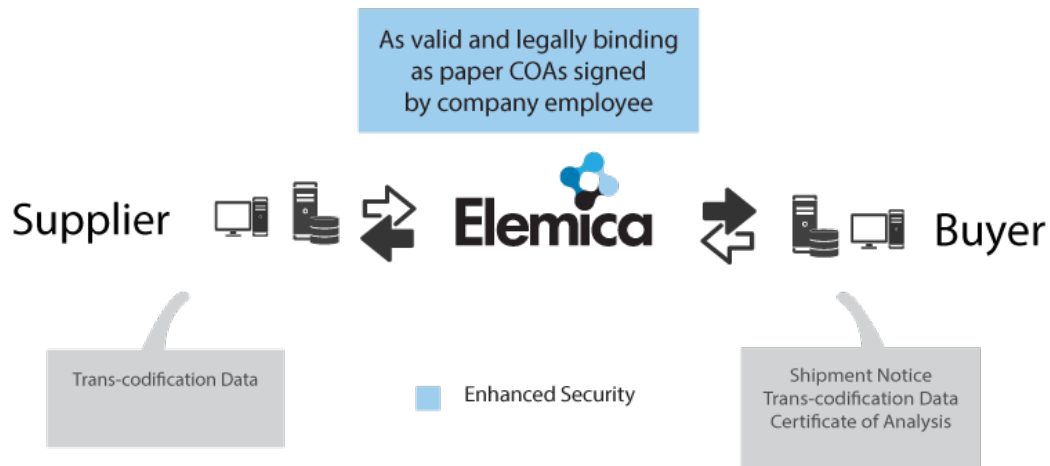 As valid and legally binding
as paper COAs signed
by company employee
Supplier
Elemica
Buyer
Trans-codification Data
Enhanced Security
Shipment Notice
Trans-codification Data
Certificate of Analysis